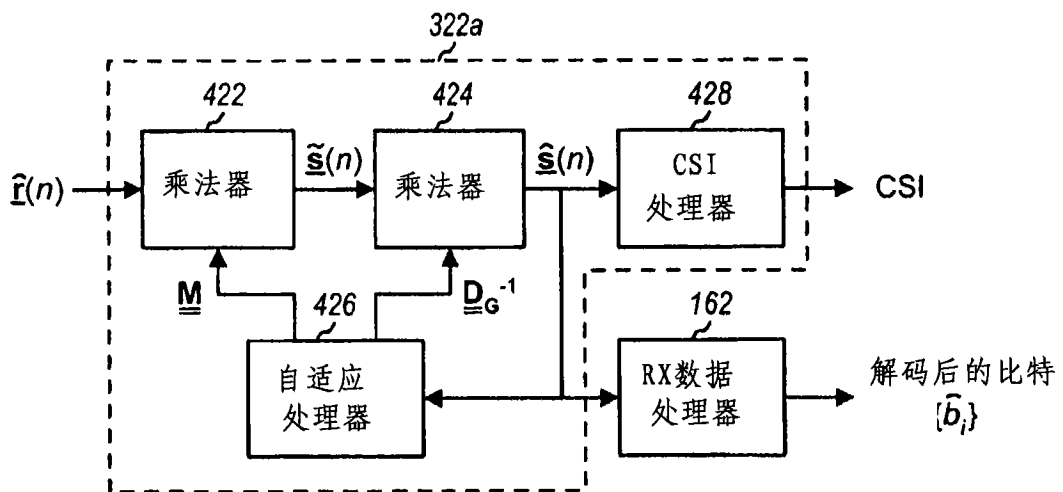 322a
422
424
428
r̂(n)
乘法器
s̃(n)
乘法器
ŝ(n)
CSI
处理器
CSI
M
426
D_G⁻¹
162
自适应
处理器
RX数据
处理器
解码后的比特
{b̂ᵢ}